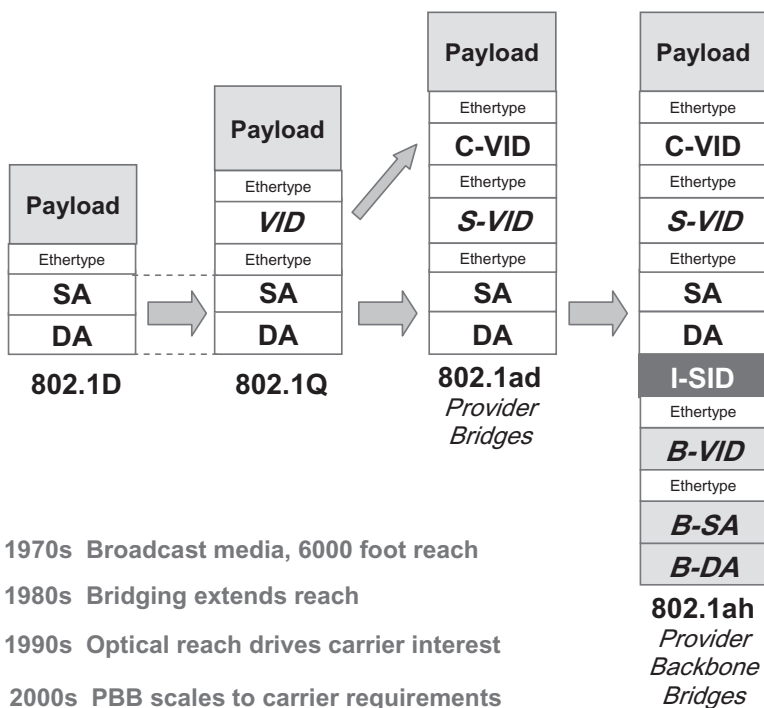 Payload
Ethertype
SA
DA
802.1D
Payload
Ethertype
VID
Ethertype
SA
DA
802.1Q
Payload
Ethertype
C-VID
Ethertype
S-VID
Ethertype
SA
DA
802.1ad
Provider
Bridges
Payload
Ethertype
C-VID
Ethertype
S-VID
Ethertype
SA
DA
I-SID
Ethertype
B-VID
Ethertype
B-SA
B-DA
802.1ah
Provider
Backbone
Bridges
1970s Broadcast media, 6000 foot reach
1980s Bridging extends reach
1990s Optical reach drives carrier interest
2000s PBB scales to carrier requirements